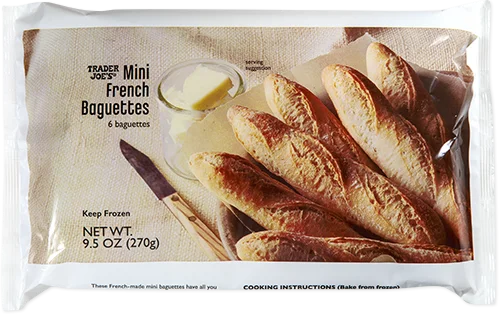 TRADER
JOE'S®
Mini
French
Baguettes
6 baguettes
serving
suggestion
Keep Frozen
NET WT.
9.5 OZ (270g)
These French-made mini baguettes have all you
COOKING INSTRUCTIONS (Bake from frozen)